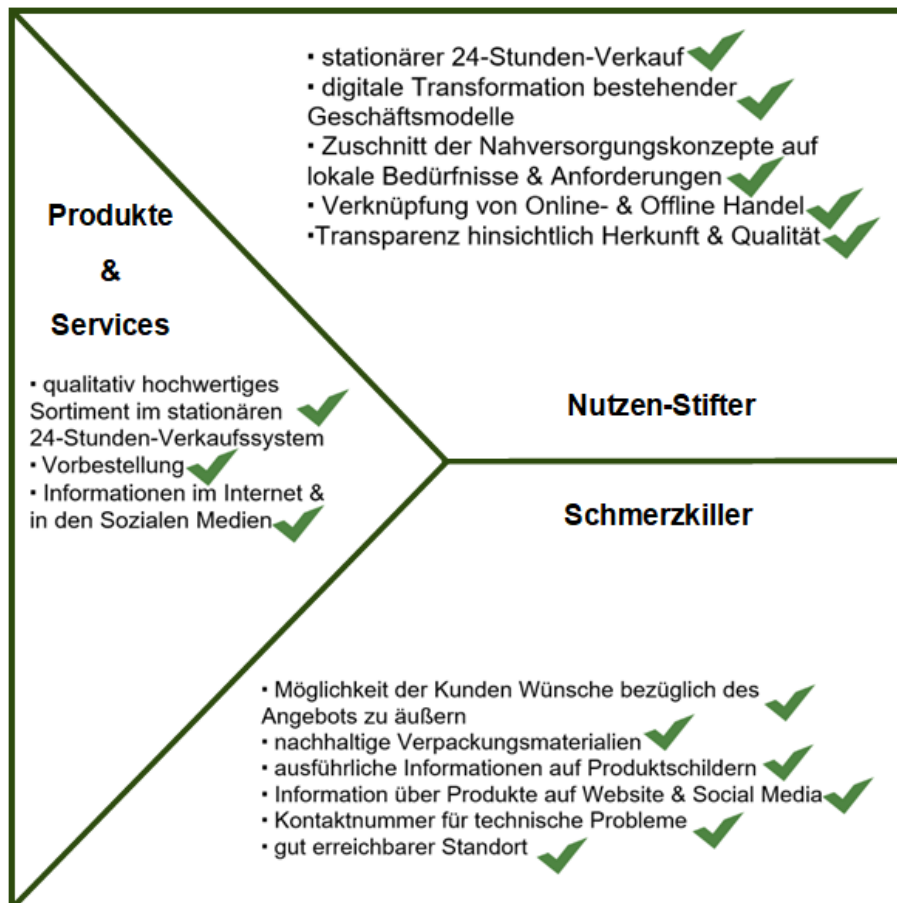 Produkte
&
Services
• qualitativ hochwertiges
Sortiment im stationären
24-Stunden-Verkaufssystem
• Vorbestellung
• Informationen im Internet &
in den Sozialen Medien
• stationärer 24-Stunden-Verkauf
• digitale Transformation bestehender
Geschäftsmodelle
• Zuschnitt der Nahversorgungskonzepte auf
lokale Bedürfnisse & Anforderungen
• Verknüpfung von Online- & Offline Handel
•Transparenz hinsichtlich Herkunft & Qualität
Nutzen-Stifter
Schmerzkiller
• Möglichkeit der Kunden Wünsche bezüglich des
Angebots zu äußern
• nachhaltige Verpackungsmaterialien
• ausführliche Informationen auf Produktschildern
• Information über Produkte auf Website & Social Media
• Kontaktnummer für technische Probleme
• gut erreichbarer Standort